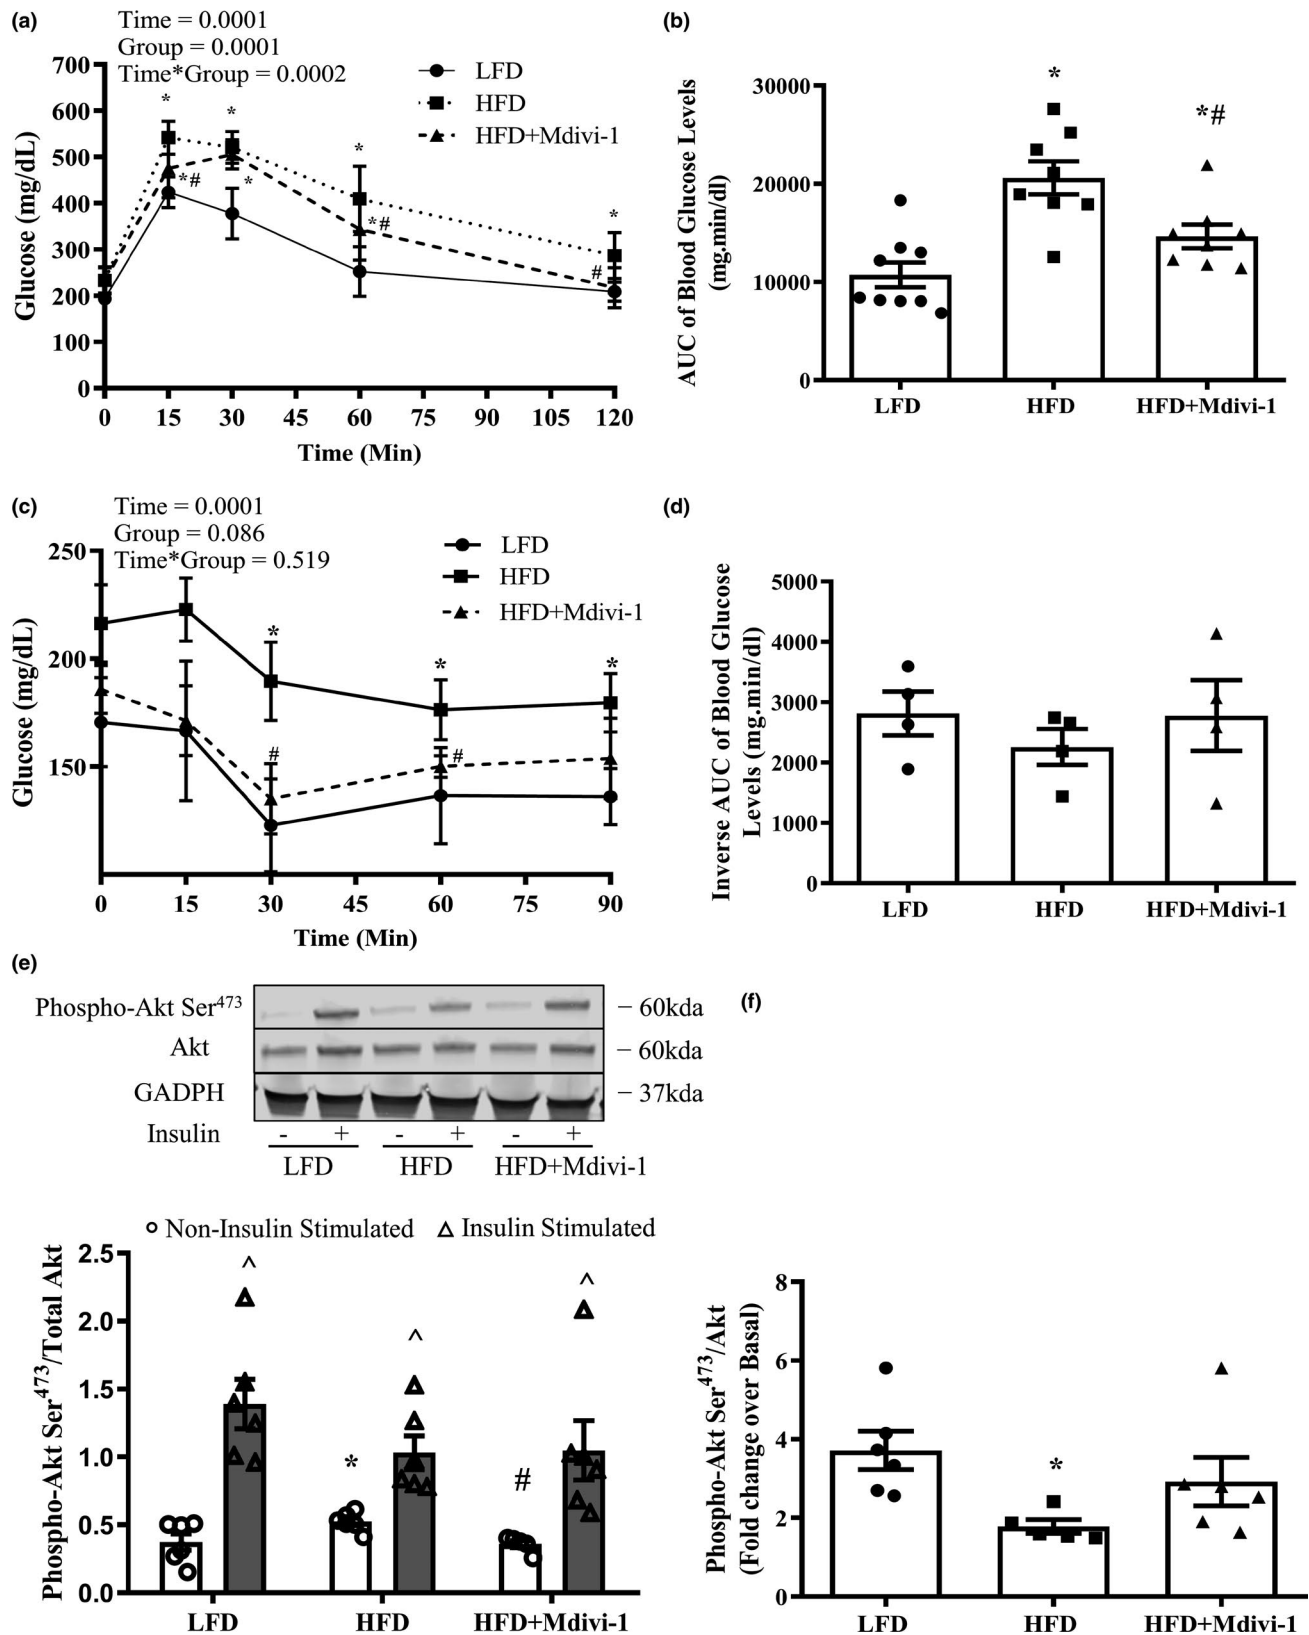 (a)
Time = 0.0001
Group = 0.0001
Time*Group = 0.0002
LFD
HFD
HFD+Mdivi-1
Glucose (mg/dL)
700
600
500
400
300
200
100
0
* * * *
*# * *# #
0 15 30 45 60 75 90 105 120
Time (Min)
(b)
AUC of Blood Glucose Levels
(mg.min/dl)
30000
20000
10000
0
*
*#
LFD HFD HFD+Mdivi-1
(c)
Time = 0.0001
Group = 0.086
Time*Group = 0.519
LFD
HFD
HFD+Mdivi-1
Glucose (mg/dL)
250
200
150
* * *
# #
0 15 30 45 60 75 90
Time (Min)
(d)
Inverse AUC of Blood Glucose
Levels (mg.min/dl)
5000
4000
3000
2000
1000
0
LFD HFD HFD+Mdivi-1
(e)
Phospho-Akt Ser473 – 60kda
Akt – 60kda
GADPH – 37kda
Insulin - + - + - +
LFD HFD HFD+Mdivi-1
Non-Insulin Stimulated Insulin Stimulated
Phospho-Akt Ser473/Total Akt
2.5
2.0
1.5
1.0
0.5
0.0
^ ^ ^
* #
LFD HFD HFD+Mdivi-1
(f)
Phospho-Akt Ser473/Akt
(Fold change over Basal)
8
6
4
2
0
*
LFD HFD HFD+Mdivi-1